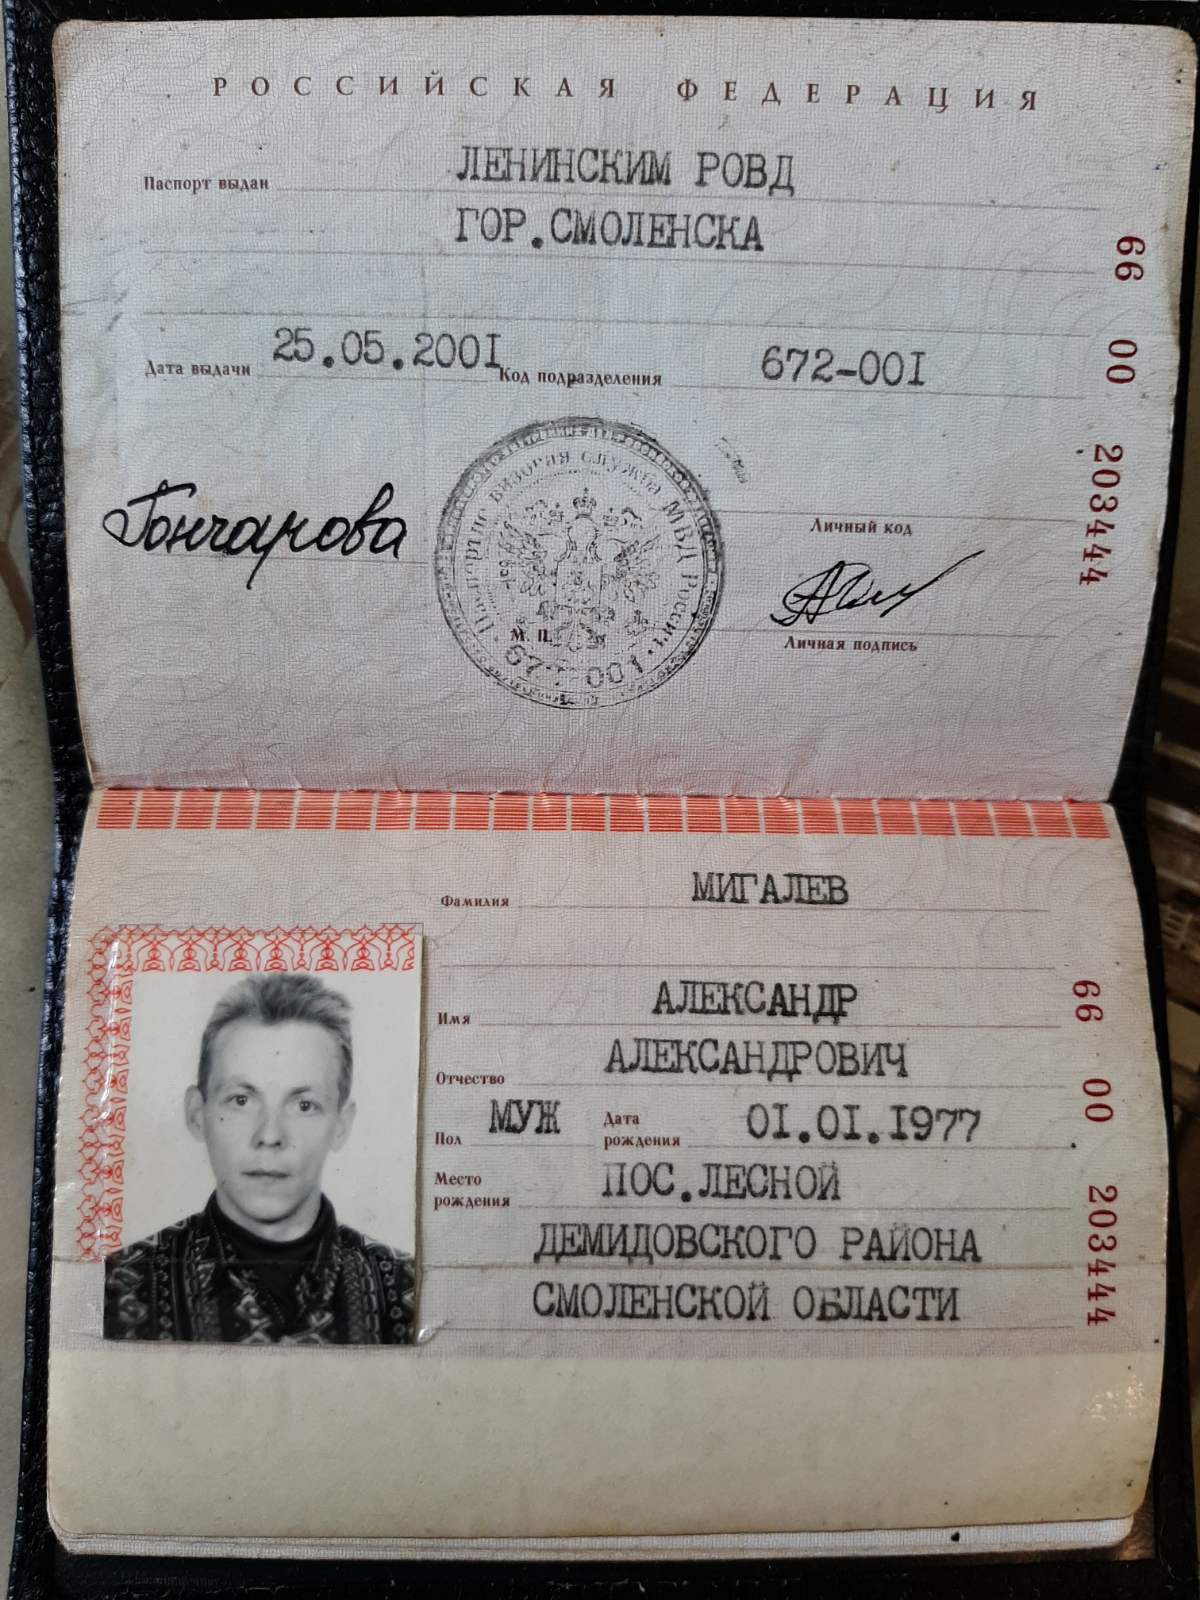 РОССИЙСКАЯ ФЕДЕРАЦИЯ
Паспорт выдан ЛЕНИНСКИМ РОВД
ГОР.СМОЛЕНСКА
Дата выдачи 25.05.2001 Код подразделения 672-001
66 00 203444
Гончарова
Личный код
М. П.
МВД России
Личная подпись
Фамилия МИГАЛЕВ
Имя АЛЕКСАНДР
Отчество АЛЕКСАНДРОВИЧ
Пол МУЖ Дата рождения 01.01.1977
Место рождения ПОС.ЛЕСНОЙ
ДЕМИДОВСКОГО РАЙОНА
СМОЛЕНСКОЙ ОБЛАСТИ
66 00 203444